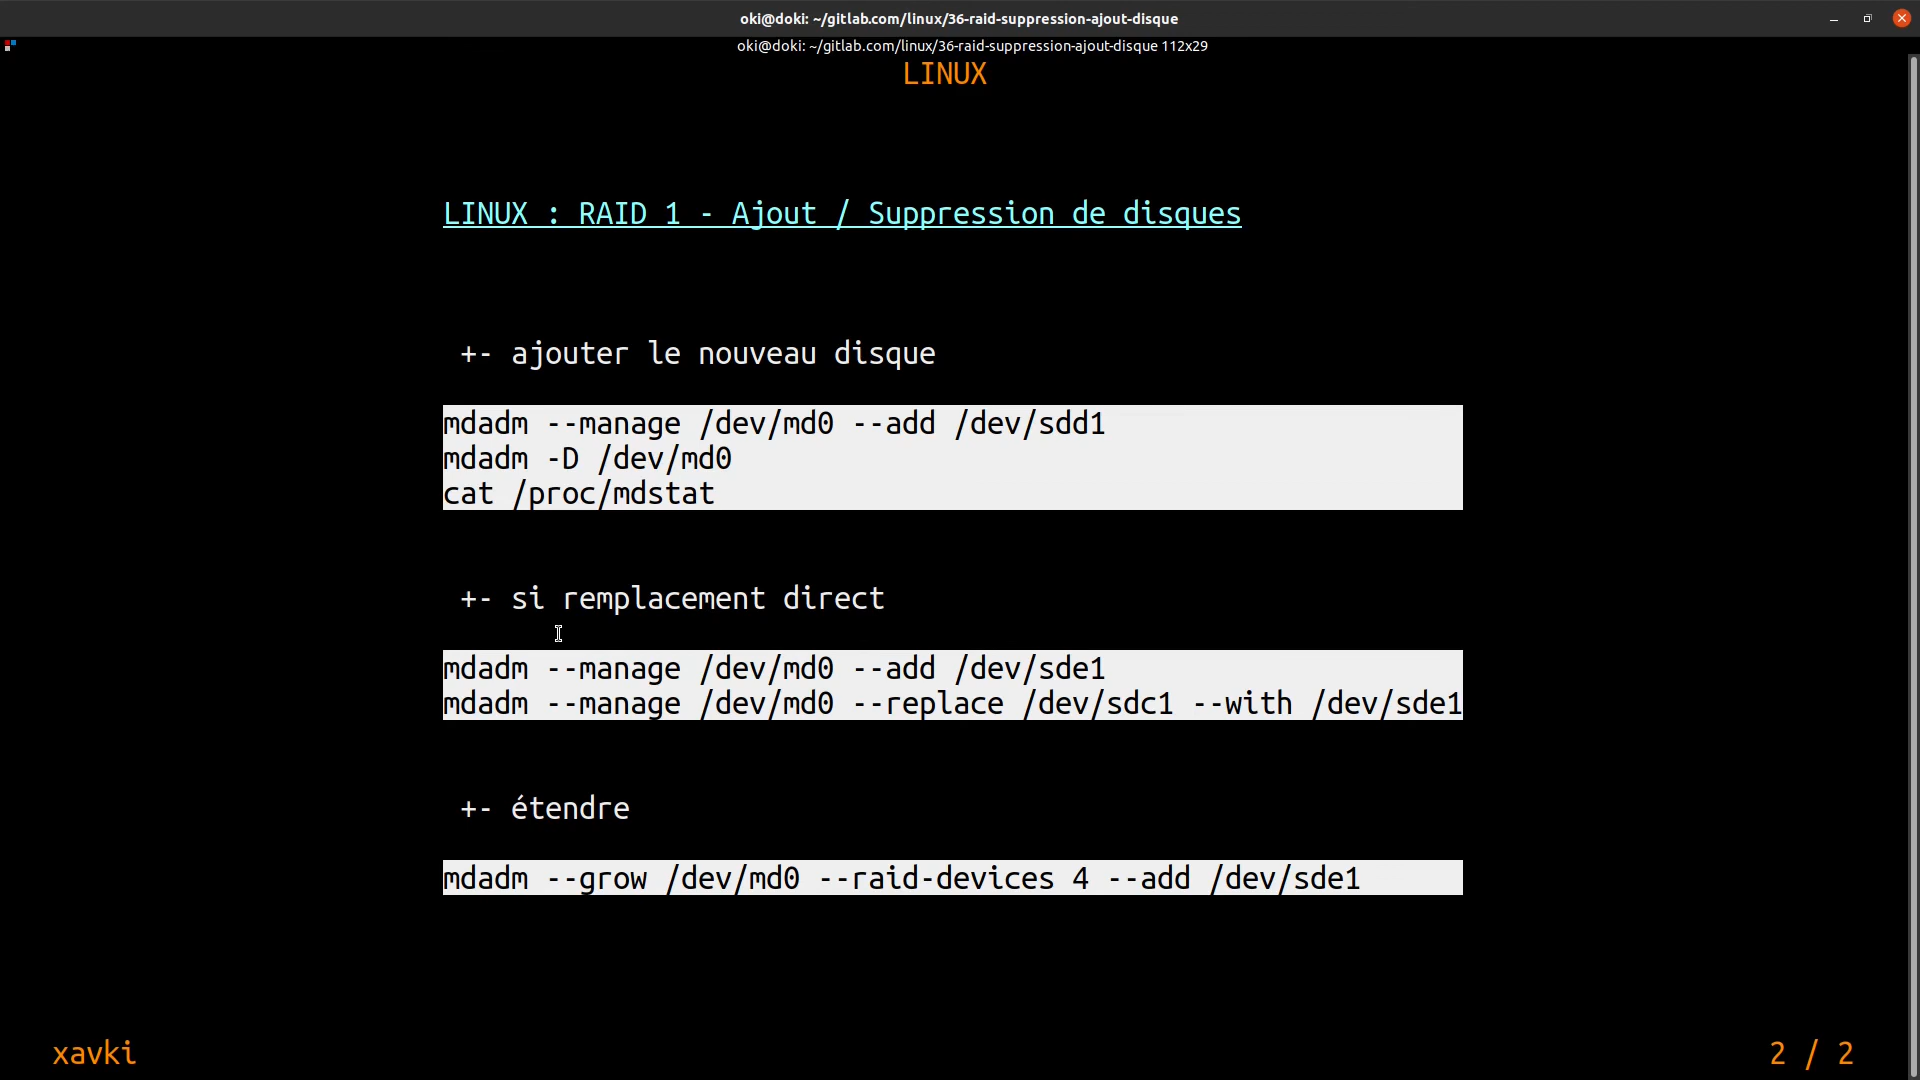 oki@doki: ~/gitlab.com/linux/36-raid-suppression-ajout-disque
oki@doki: ~/gitlab.com/linux/36-raid-suppression-ajout-disque 112x29
LINUX
LINUX : RAID 1 - Ajout / Suppression de disques
+- ajouter le nouveau disque
mdadm --manage /dev/md0 --add /dev/sdd1
mdadm -D /dev/md0
cat /proc/mdstat
+- si remplacement direct
mdadm --manage /dev/md0 --add /dev/sde1
mdadm --manage /dev/md0 --replace /dev/sdc1 --with /dev/sde1
+- étendre
mdadm --grow /dev/md0 --raid-devices 4 --add /dev/sde1
xavki
2 / 2